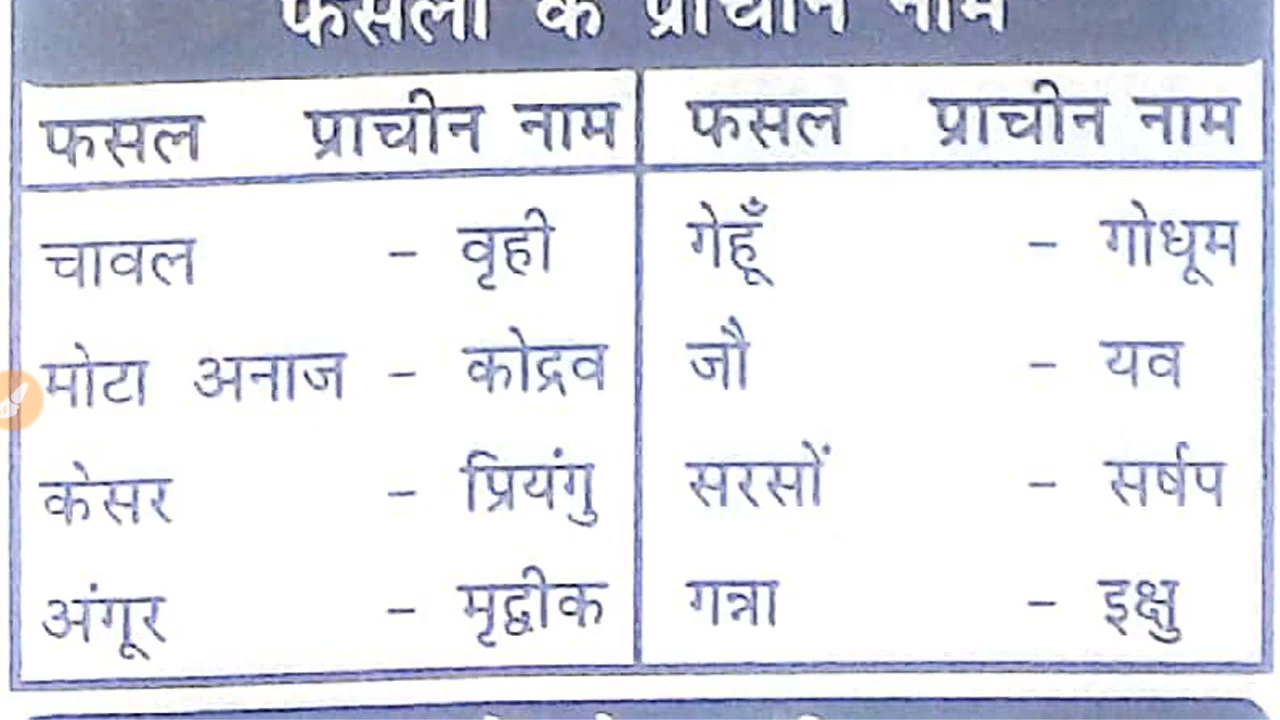 फसलों के प्राचीन नाम
फसल प्राचीन नाम फसल प्राचीन नाम
चावल - वृही गेहूँ - गोधूम
मोटा अनाज - कोद्रव जौ - यव
केसर - प्रियंगु सरसों - सर्षप
अंगूर - मृद्वीक गन्ना - इक्षु